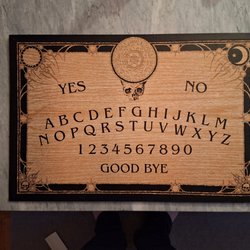 YES NO
ABCDEFGHIJKLM
NOPQRSTUVWXYZ
1234567890
GOOD BYE